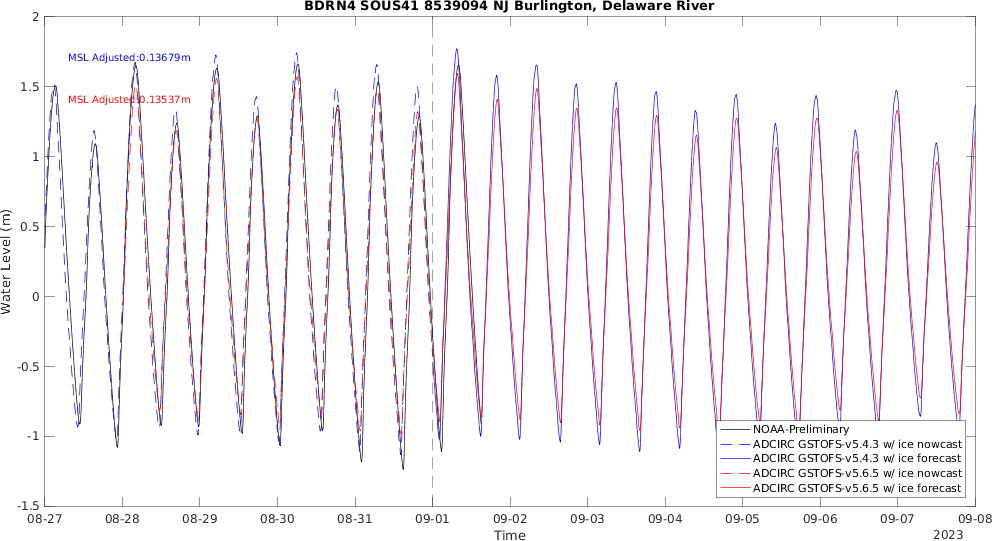 BDRN4 SOUS41 8539094 NJ Burlington, Delaware River
2
1.5
1
0.5
0
-0.5
-1
-1.5
Water Level (m)
MSL Adjusted:0.13679m
MSL Adjusted:0.13537m
NOAA-Preliminary
ADCIRC GSTOFS-v5.4.3 w/ ice nowcast
ADCIRC GSTOFS-v5.4.3 w/ ice forecast
ADCIRC GSTOFS-v5.6.5 w/ ice nowcast
ADCIRC GSTOFS-v5.6.5 w/ ice forecast
08-27 08-28 08-29 08-30 08-31 09-01 09-02 09-03 09-04 09-05 09-06 09-07 09-08
Time
2023